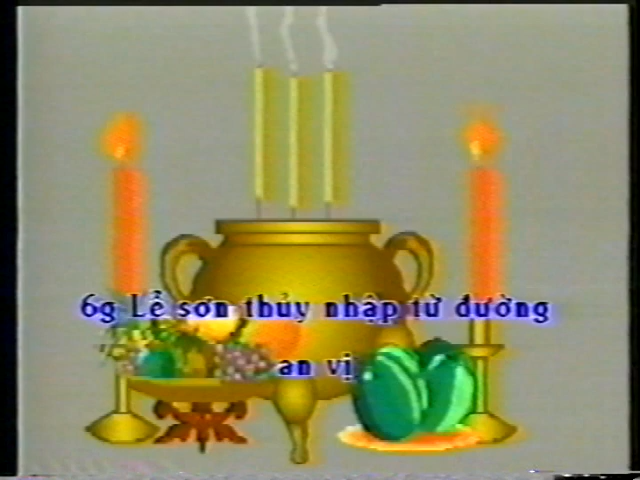 6g Lễ sơn thủy nhập từ đường
an vị